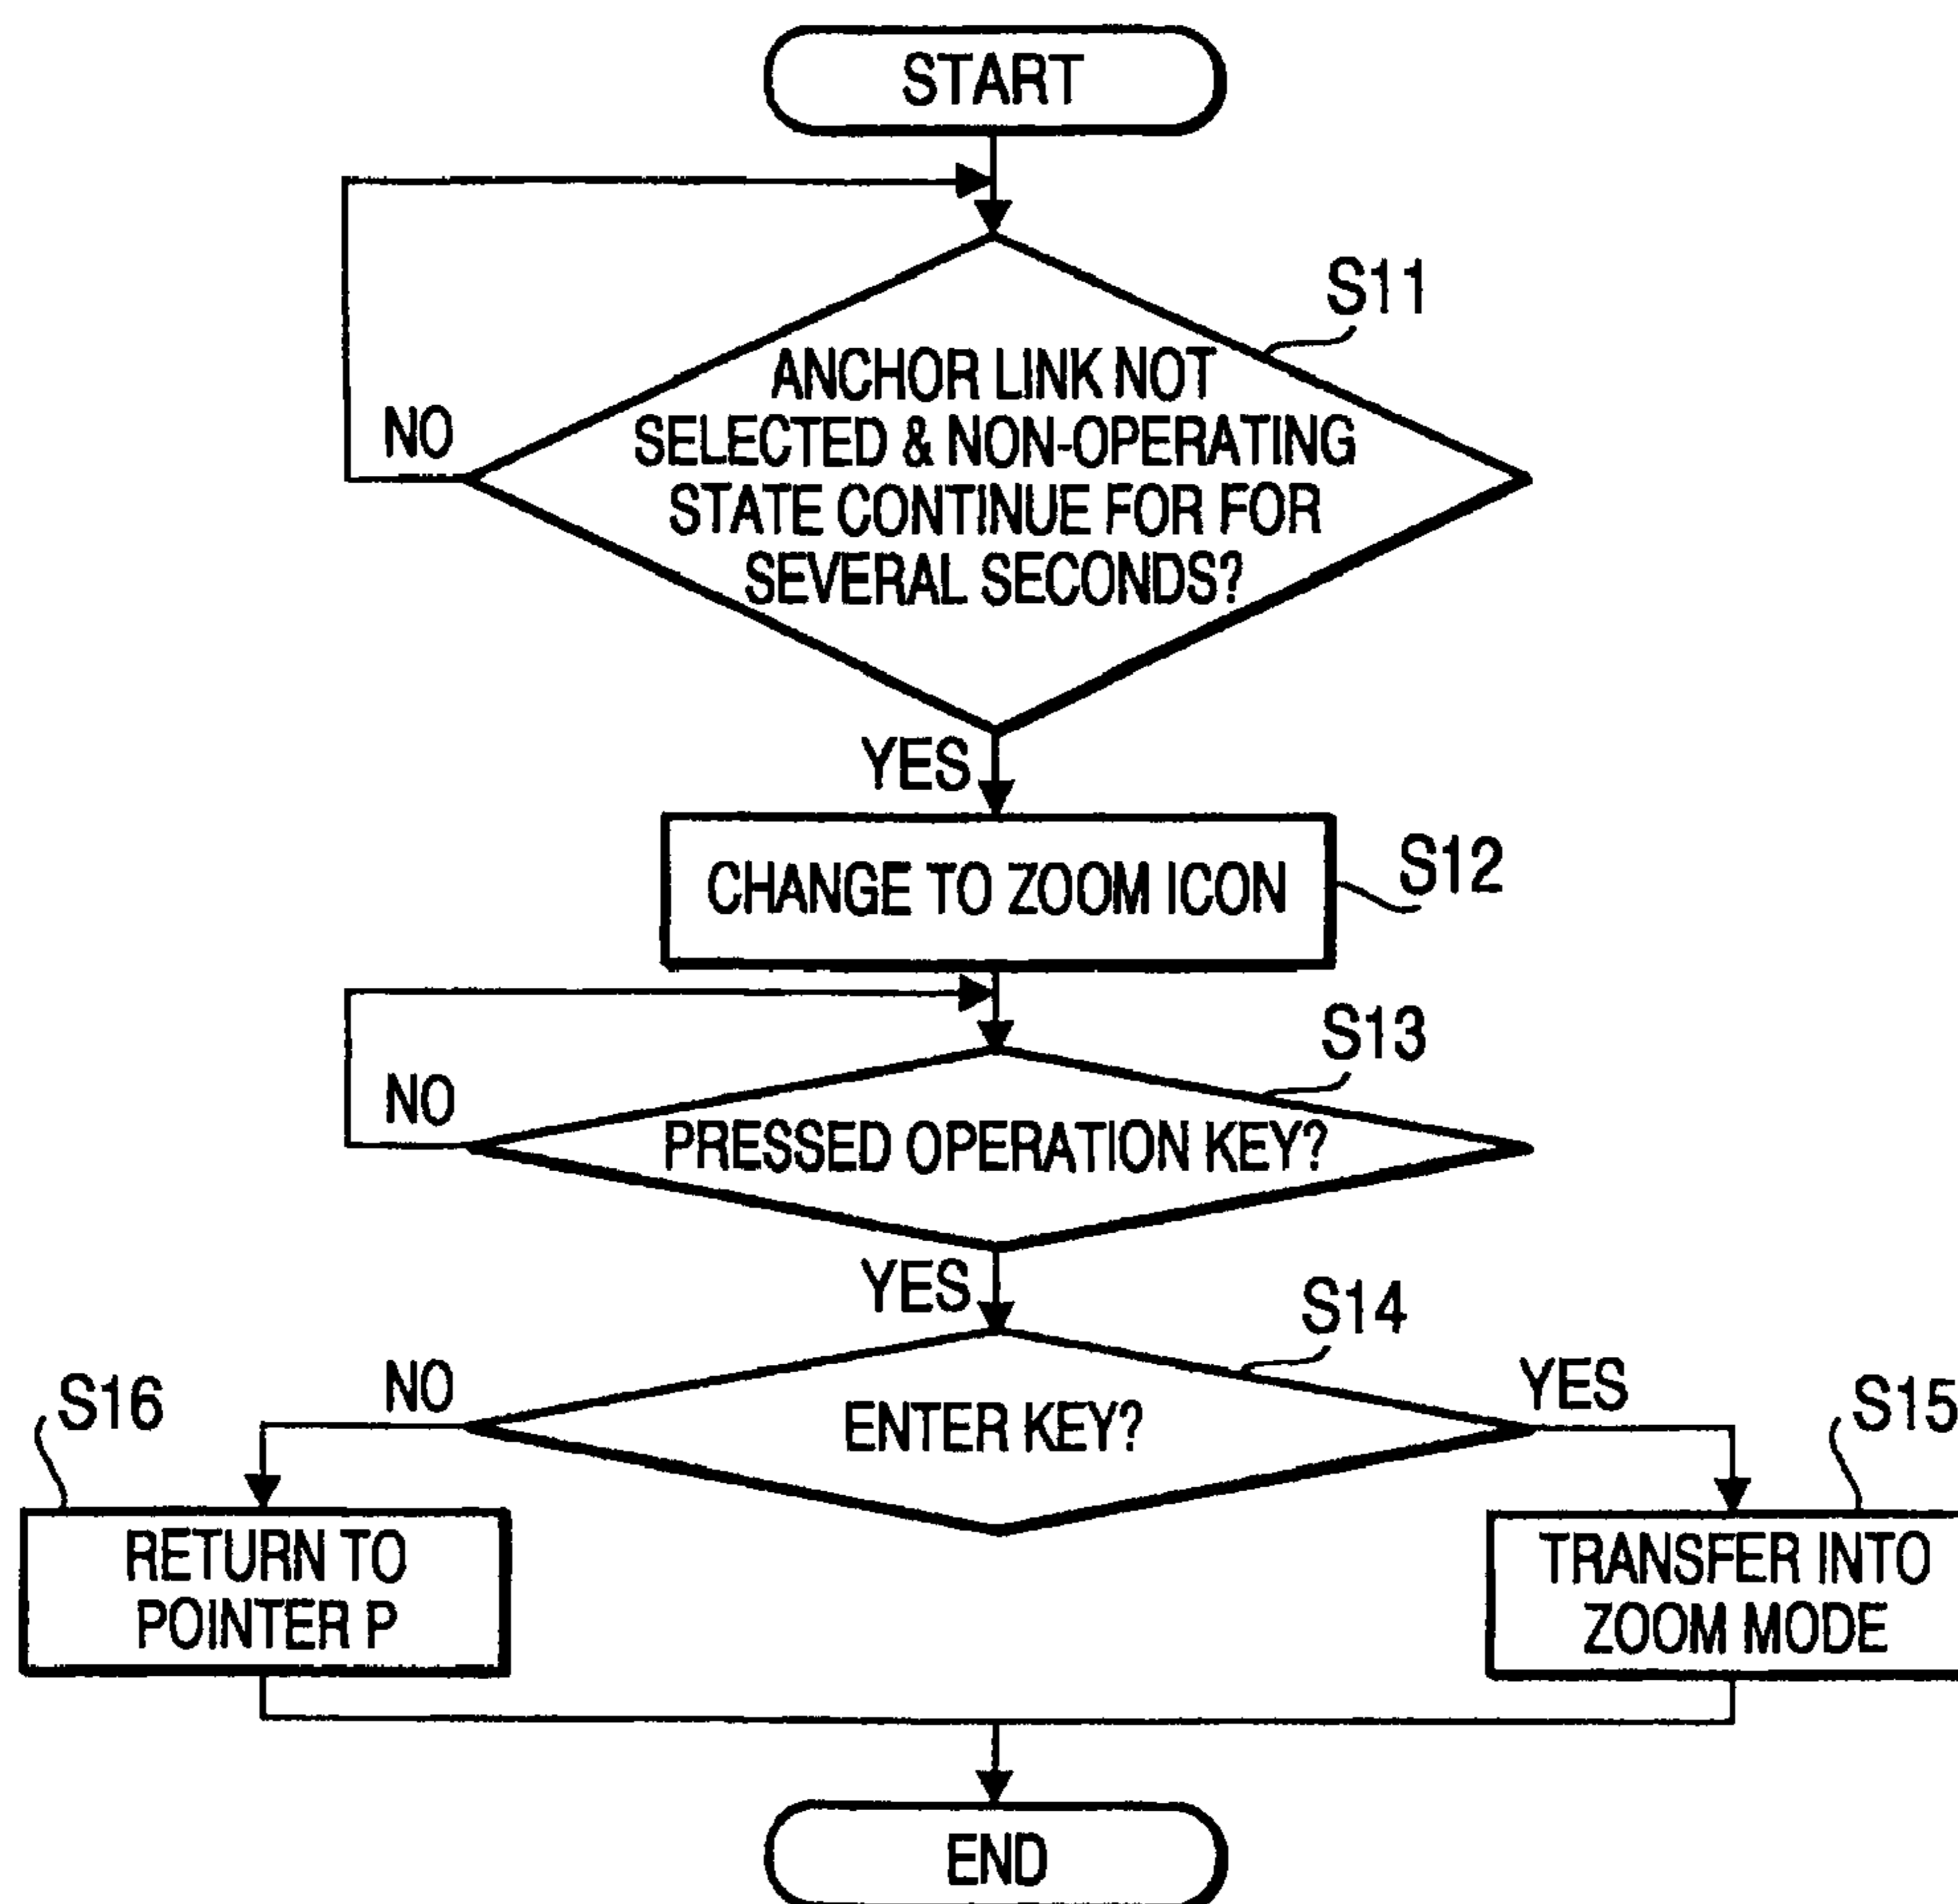 START
S11
ANCHOR LINK NOT
SELECTED & NON-OPERATING
STATE CONTINUE FOR FOR
SEVERAL SECONDS?
NO
YES
CHANGE TO ZOOM ICON
S12
S13
NO
PRESSED OPERATION KEY?
YES
S14
NO
ENTER KEY?
YES
S16
S15
RETURN TO
POINTER P
TRANSFER INTO
ZOOM MODE
END